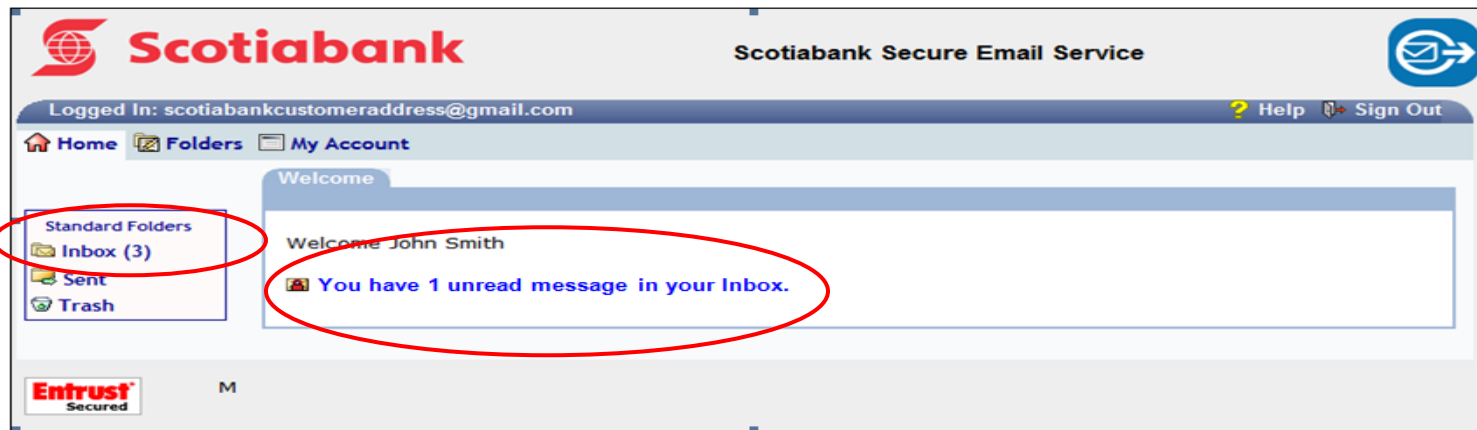 Scotiabank
Scotiabank Secure Email Service
Logged In: scotiabankcustomeraddress@gmail.com
? Help Sign Out
Home Folders My Account
Welcome
Standard Folders
Inbox (3)
Sent
Trash
Welcome John Smith
You have 1 unread message in your Inbox.
Entrust
Secured
M